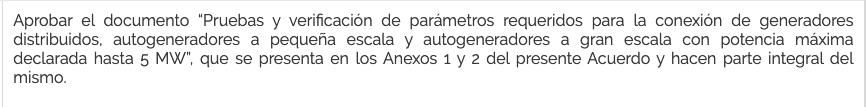 Aprobar el documento “Pruebas y verificación de parámetros requeridos para la conexión de generadores
distribuidos, autogeneradores a pequeña escala y autogeneradores a gran escala con potencia máxima
declarada hasta 5 MW”, que se presenta en los Anexos 1 y 2 del presente Acuerdo y hacen parte integral del
mismo.